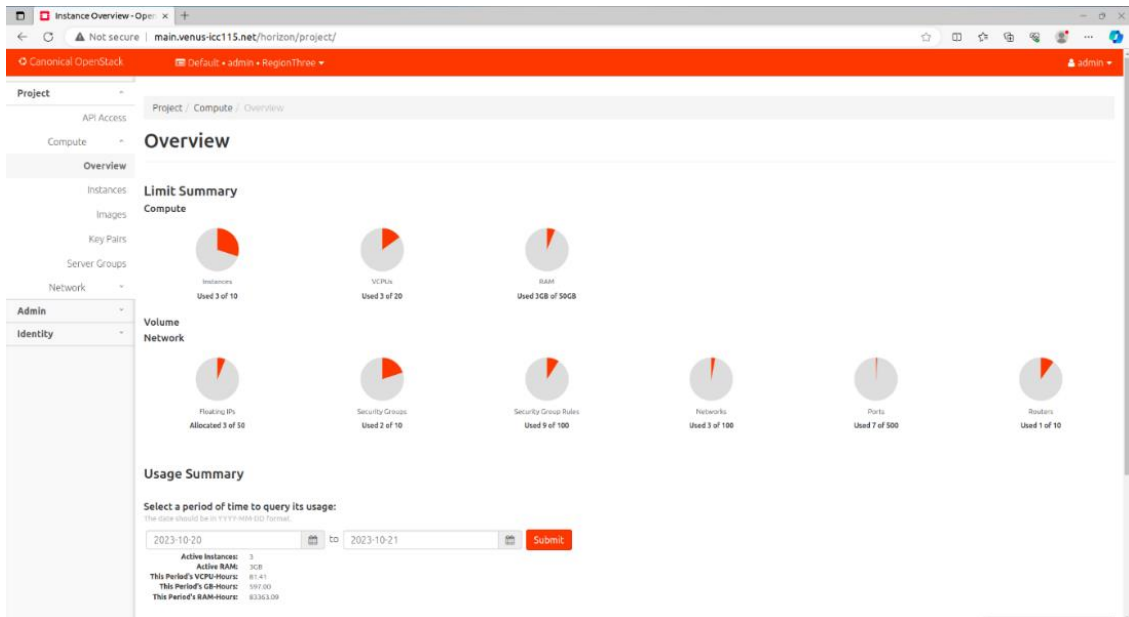 Instance Overview - Open
Not secure main.venus-icc115.net/horizon/project/
Canonical OpenStack
Default • admin • RegionThree
admin
Project
API Access
Compute
Overview
Instances
Images
Key Pairs
Server Groups
Network
Admin
Identity
Project / Compute / Overview
Overview
Limit Summary
Compute
Instances
Used 3 of 10
VCPUs
Used 3 of 20
RAM
Used 3GB of 50GB
Volume
Network
Floating IPs
Allocated 3 of 50
Security Groups
Used 2 of 10
Security Group Rules
Used 9 of 100
Networks
Used 3 of 100
Ports
Used 7 of 500
Routers
Used 1 of 10
Usage Summary
Select a period of time to query its usage:
The date should be in YYYY-MM-DD format.
2023-10-20 to 2023-10-21 Submit
Active Instances: 3
Active RAM: 3GB
This Period's VCPU-Hours: 81.41
This Period's GB-Hours: 597.00
This Period's RAM-Hours: 83363.09